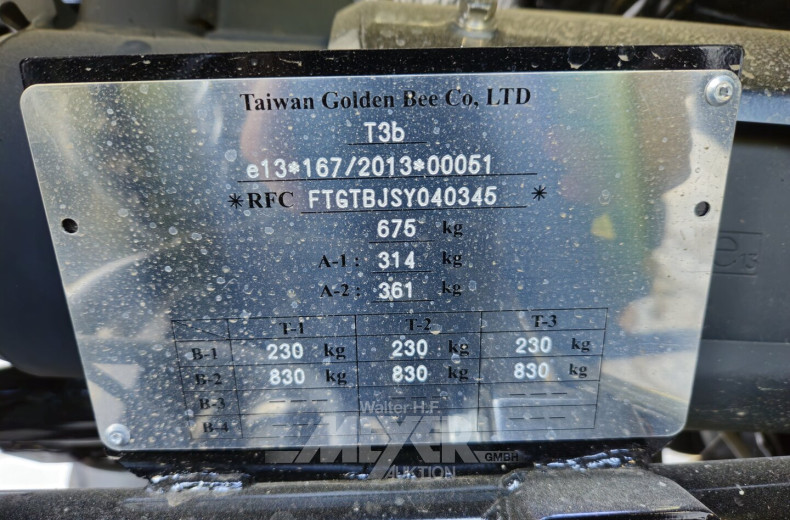 Taiwan Golden Bee Co, LTD
T3b
e13*167/2013*00051
*RFC FTGTBJSY040345 *
675 kg
A-1 : 314 kg
A-2 : 361 kg
T-1 T-2 T-3
B-1 230 kg 230 kg 230 kg
B-2 830 kg 830 kg 830 kg
B-3 --- --- ---
B-4 --- --- ---
Walter H.F.
MEYER
GMBH
AUKTION
e13